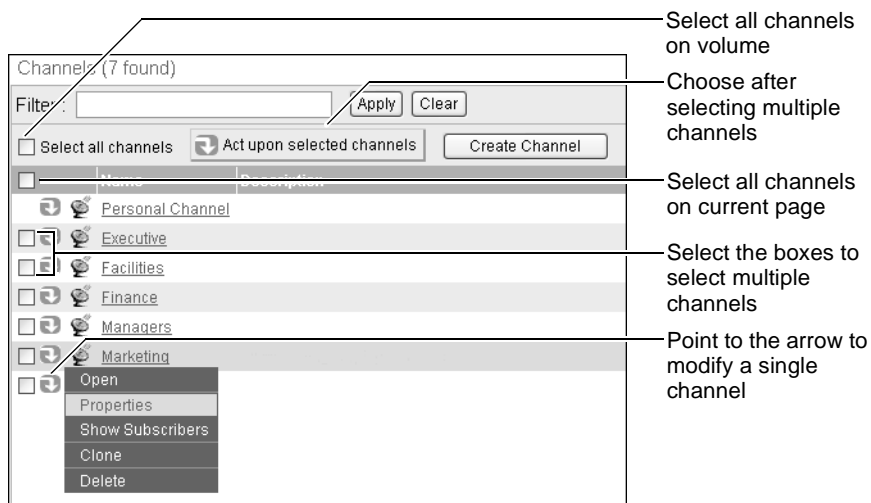 Select all channels
on volume
Channels (7 found)
Choose after
selecting multiple
channels
Filter :
Apply
Clear
Select all channels
Act upon selected channels
Create Channel
Name
Description
Select all channels
on current page
Personal Channel
Executive
Select the boxes to
select multiple
channels
Facilities
Finance
Managers
Point to the arrow to
modify a single
channel
Marketing
Open
Properties
Show Subscribers
Clone
Delete